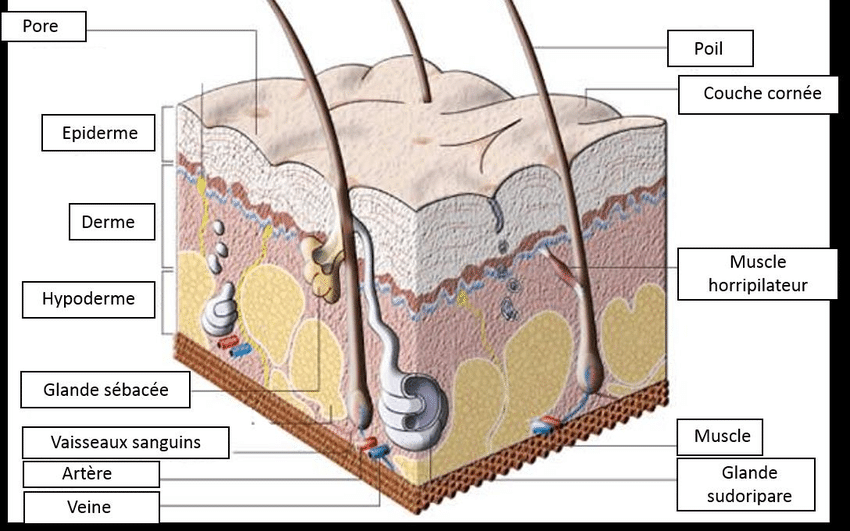 Pore
Poil
Couche cornée
Epiderme
Derme
Muscle
horripilateur
Hypoderme
Glande sébacée
Vaisseaux sanguins
Muscle
Artère
Glande
sudoripare
Veine